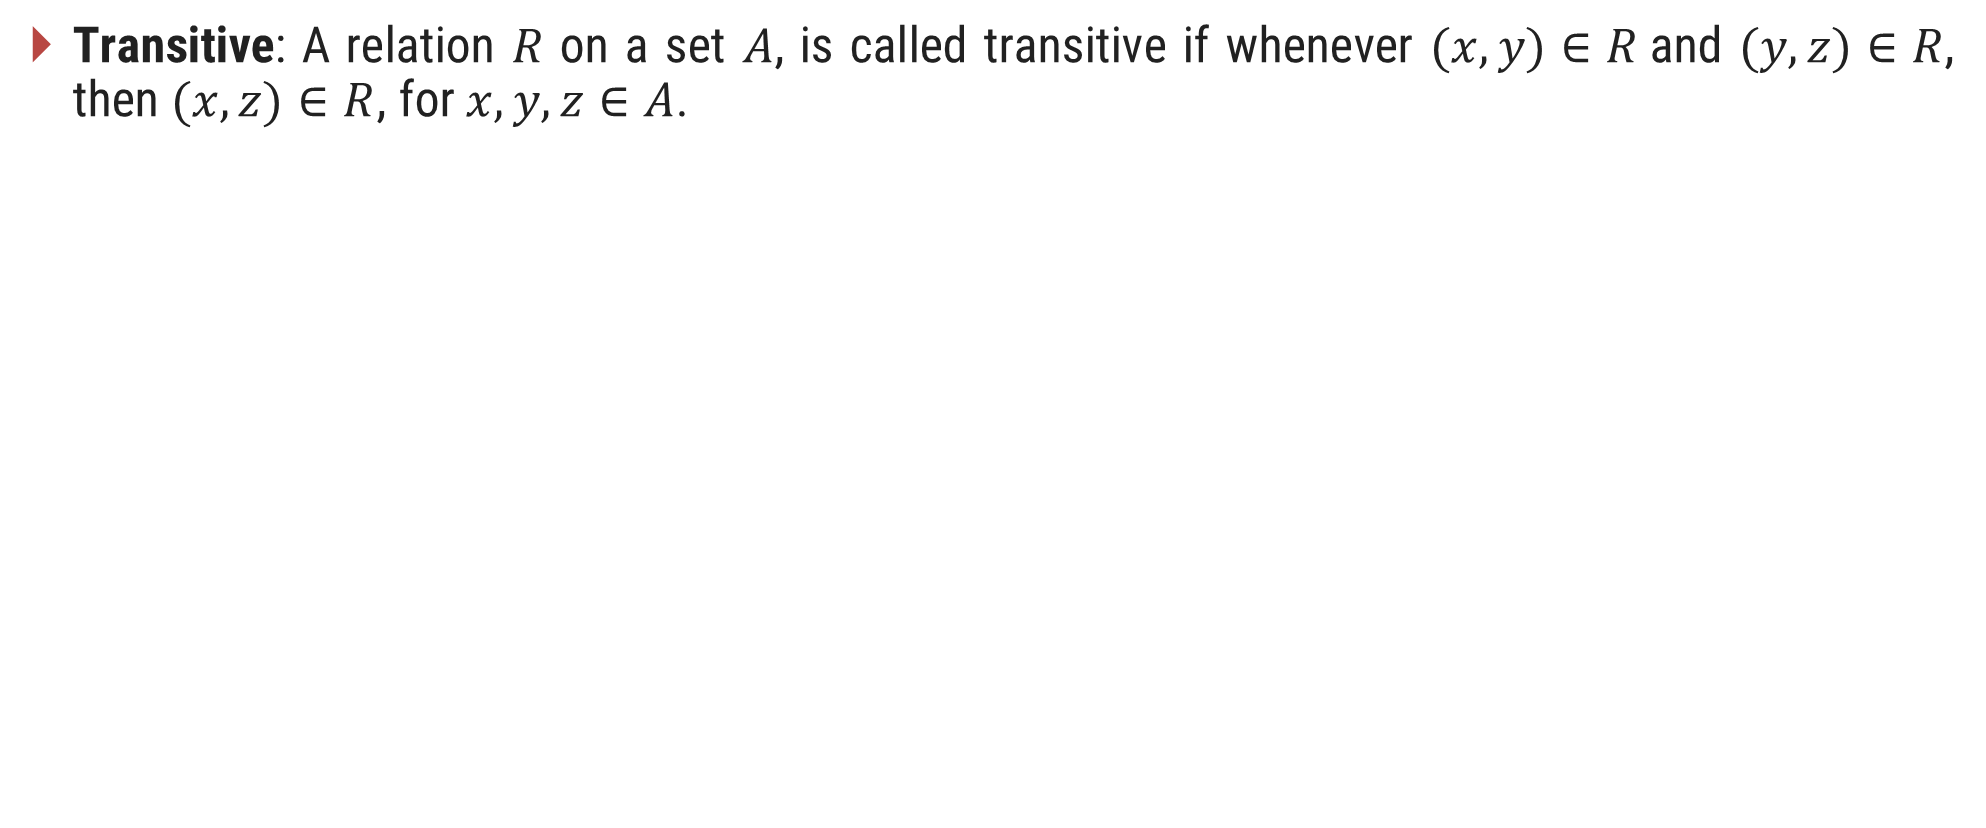 Transitive: A relation R on a set A, is called transitive if whenever (x, y) ∈ R and (y, z) ∈ R,
then (x, z) ∈ R, for x, y, z ∈ A.